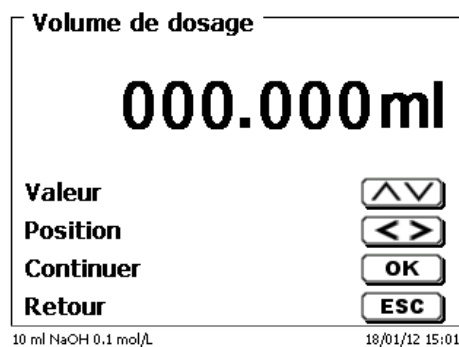 Volume de dosage
000.000ml
Valeur
Position < >
Continuer OK
Retour ESC
10 ml NaOH 0.1 mol/L 18/01/12 15:01